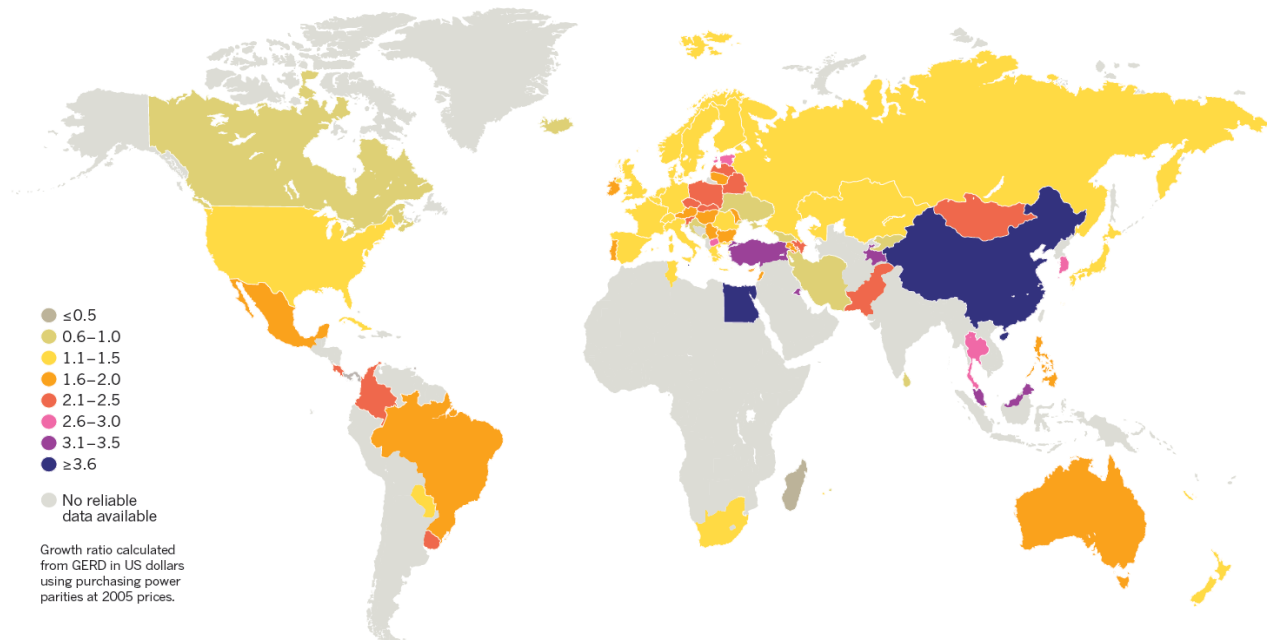 ≤0.5
0.6–1.0
1.1–1.5
1.6–2.0
2.1–2.5
2.6–3.0
3.1–3.5
≥3.6
No reliable
data available
Growth ratio calculated
from GERD in US dollars
using purchasing power
parities at 2005 prices.